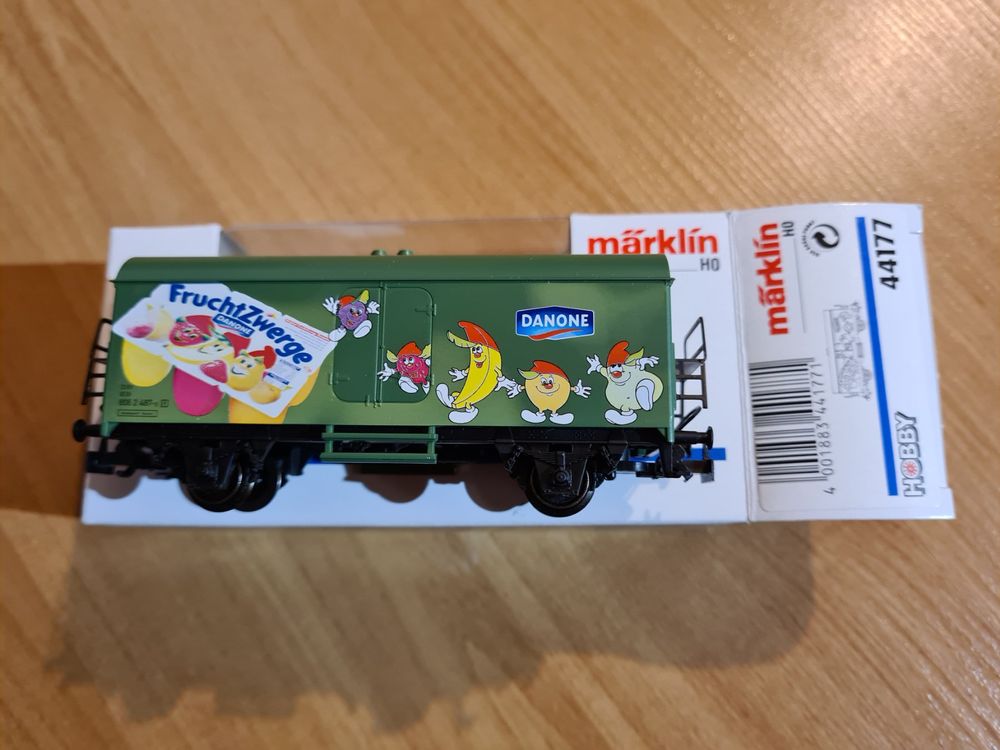 märklin
H0
märklin
H0
44177
HOBBY
4 001883 441771
FruchtZwerge
DANONE
DANONE